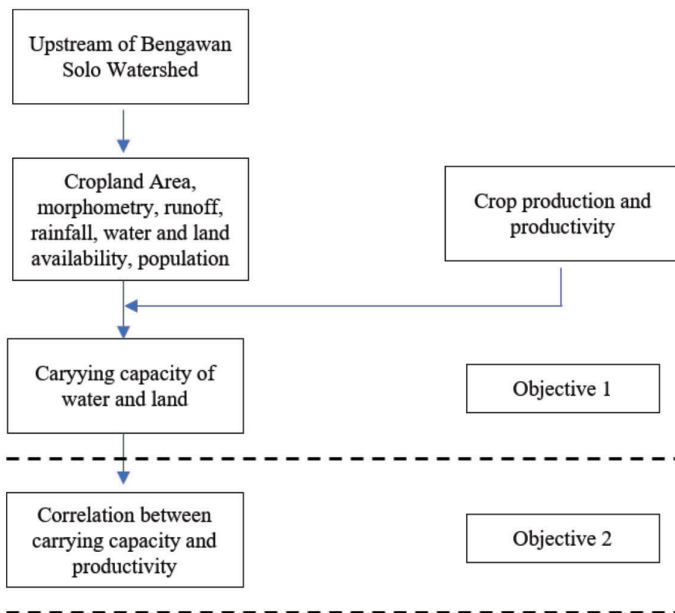 Upstream of Bengawan
Solo Watershed
Cropland Area,
morphometry, runoff,
rainfall, water and land
availability, population
Crop production and
productivity
Caryying capacity of
water and land
Objective 1
Correlation between
carrying capacity and
productivity
Objective 2